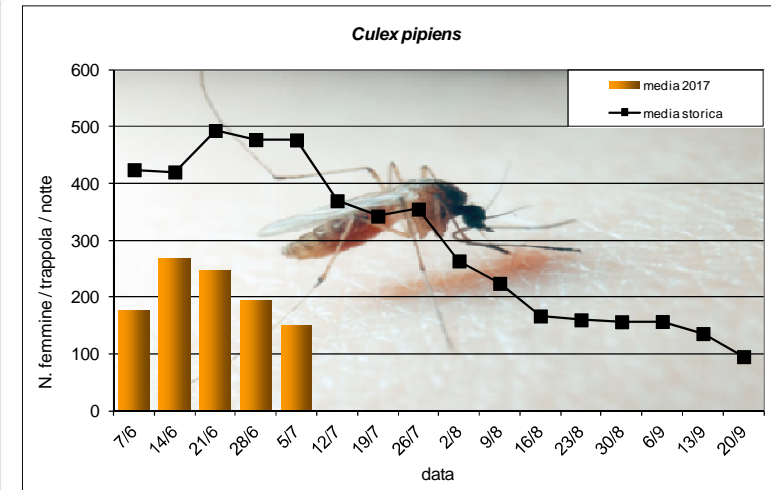 Culex pipiens
media 2017
media storica
N. femmine / trappola / notte
600
500
400
300
200
100
0
7/6 14/6 21/6 28/6 5/7 12/7 19/7 26/7 2/8 9/8 16/8 23/8 30/8 6/9 13/9 20/9
data